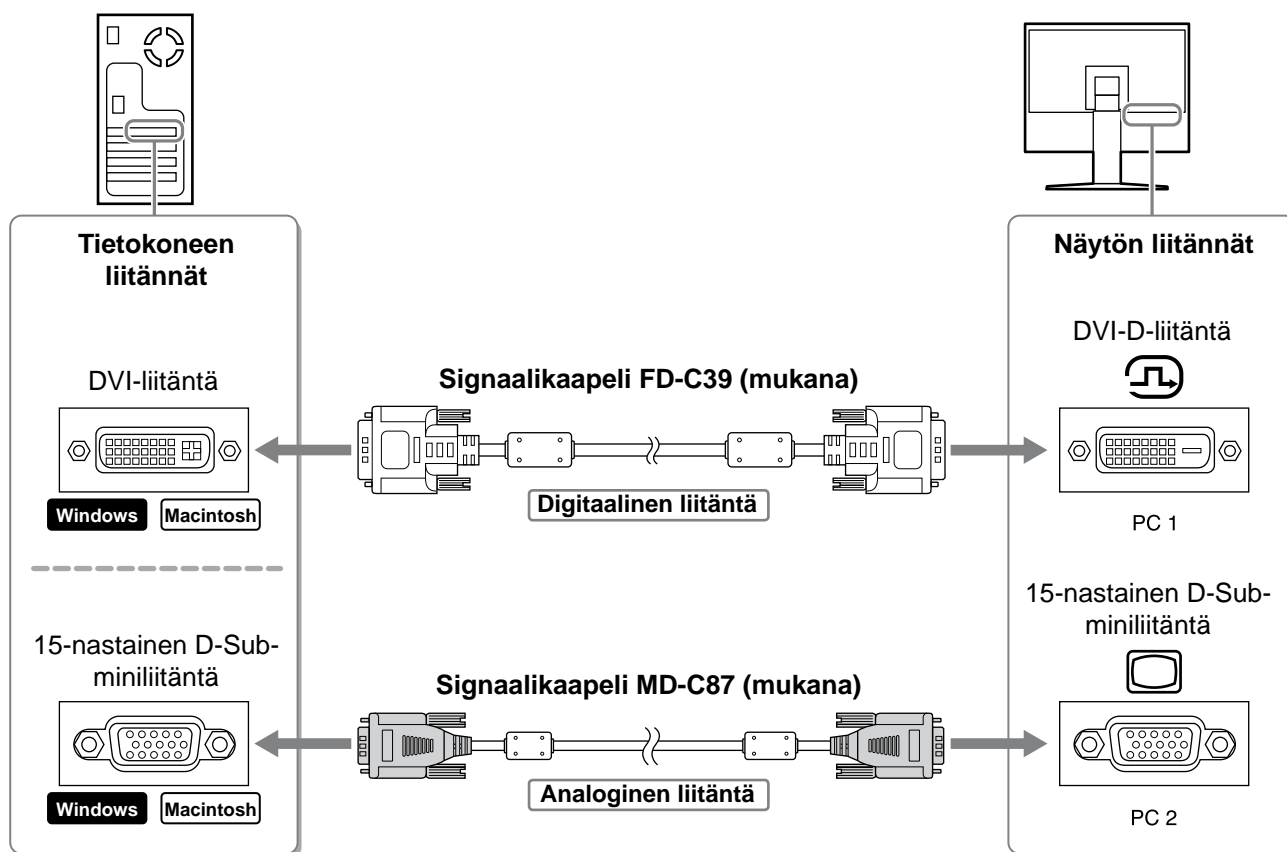 Tietokoneen
liitännät
DVI-liitäntä
Windows Macintosh
15-nastainen D-Sub-
miniliitäntä
Windows Macintosh
Signaalikaapeli FD-C39 (mukana)
Digitaalinen liitäntä
Signaalikaapeli MD-C87 (mukana)
Analoginen liitäntä
Näytön liitännät
DVI-D-liitäntä
PC 1
15-nastainen D-Sub-
miniliitäntä
PC 2